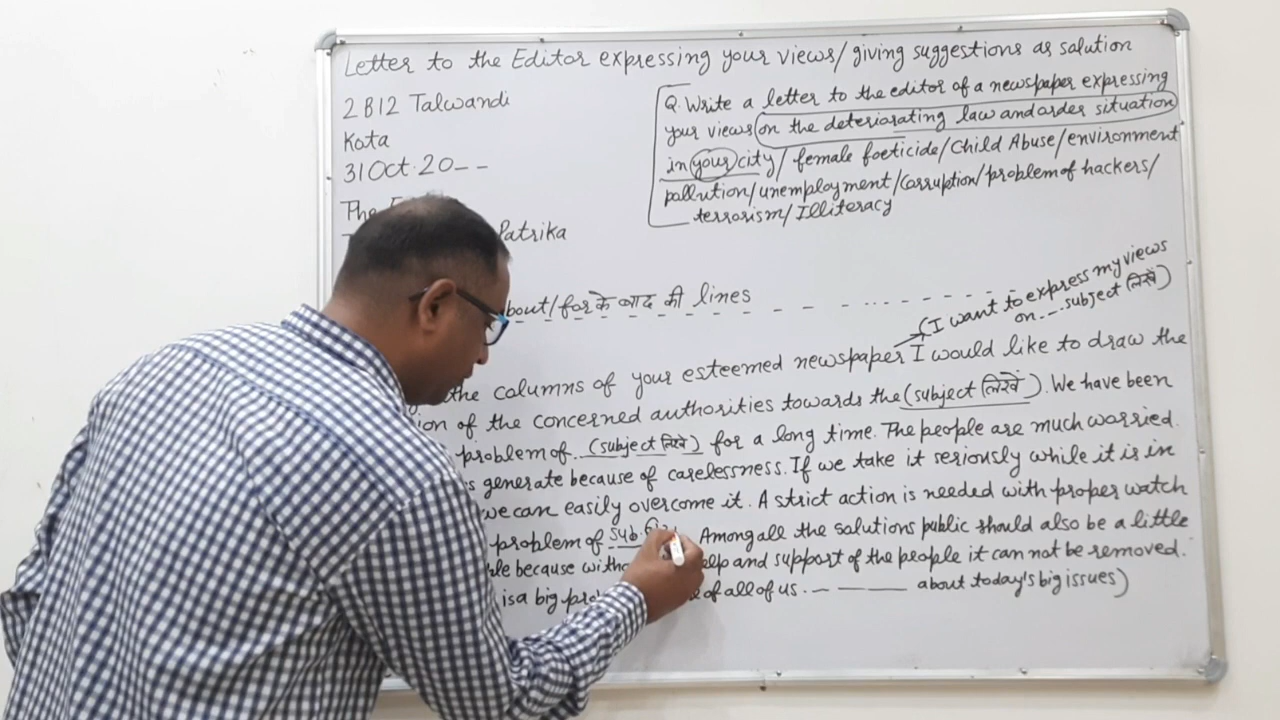 Letter to the Editor expressing your views/ giving suggestions as solution
2 B12 Talwandi
Kota
31 Oct. 20--
The
Patrika
Q. Write a letter to the editor of a newspaper expressing
your views on the deteriorating law and order situation
in your city/ female foeticide/Child Abuse/environment
pollution/unemployment/Corruption/problem of hackers/
terrorism/Illiteracy
bout/for के बाद की lines
(I want to express my views
on ... subject लिखें)
the columns of your esteemed newspaper I would like to draw the
ion of the concerned authorities towards the (subject लिखें). We have been
problem of (subject लिखें) for a long time. The people are much worried.
s generate because of carelessness. If we take it seriously while it is in
we can easily overcome it. A strict action is needed with proper watch
problem of sub. Among all the solutions public should also be a little
ble because witho elp and support of the people it can not be removed.
is a big pro of all of us. -- about today's big issues)